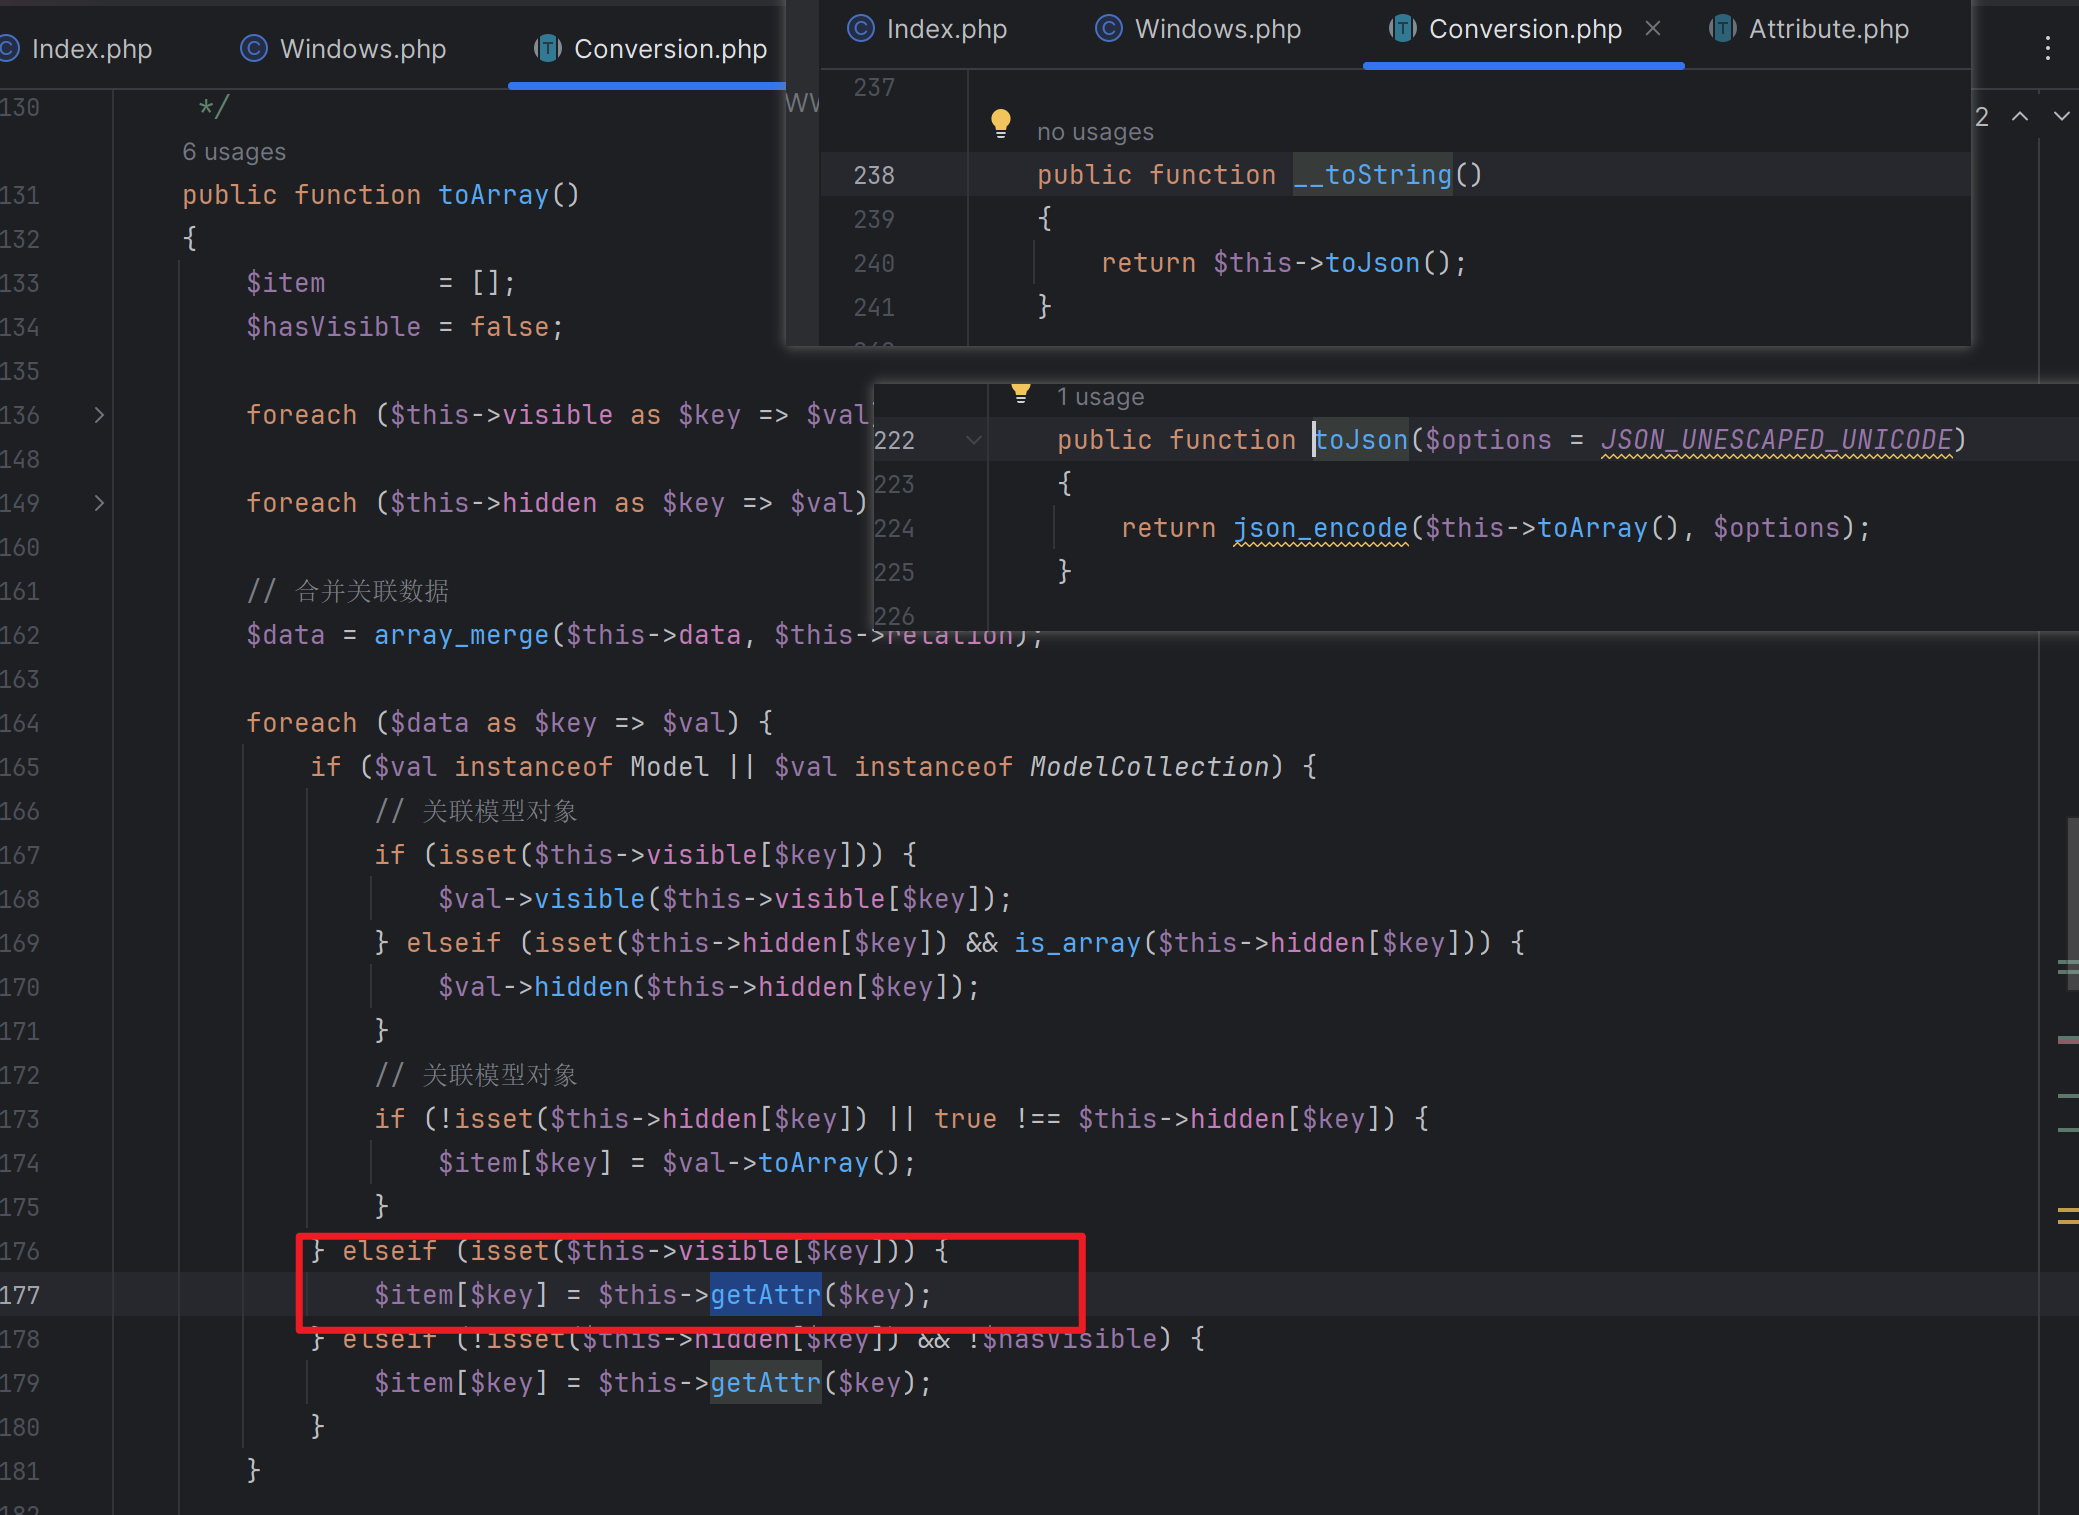 Index.php Windows.php Conversion.php
130 */
6 usages
131 public function toArray()
132 {
133 $item = [];
134 $hasVisible = false;
135
136 foreach ($this->visible as $key => $val)
148
149 foreach ($this->hidden as $key => $val)
160
161 // 合并关联数据
162 $data = array_merge($this->data, $this->relation);
163
164 foreach ($data as $key => $val) {
165 if ($val instanceof Model || $val instanceof ModelCollection) {
166 // 关联模型对象
167 if (isset($this->visible[$key])) {
168 $val->visible($this->visible[$key]);
169 } elseif (isset($this->hidden[$key]) && is_array($this->hidden[$key])) {
170 $val->hidden($this->hidden[$key]);
171 }
172 // 关联模型对象
173 if (!isset($this->hidden[$key]) || true !== $this->hidden[$key]) {
174 $item[$key] = $val->toArray();
175 }
176 } elseif (isset($this->visible[$key])) {
177 $item[$key] = $this->getAttr($key);
178 } elseif (!isset($this->hidden[$key]) && !$hasVisible) {
179 $item[$key] = $this->getAttr($key);
180 }
181 }
182
Index.php Windows.php Conversion.php Attribute.php
237
no usages
238 public function __toString()
239 {
240 return $this->toJson();
241 }
2
1 usage
222 public function toJson($options = JSON_UNESCAPED_UNICODE)
223 {
224 return json_encode($this->toArray(), $options);
225 }
226